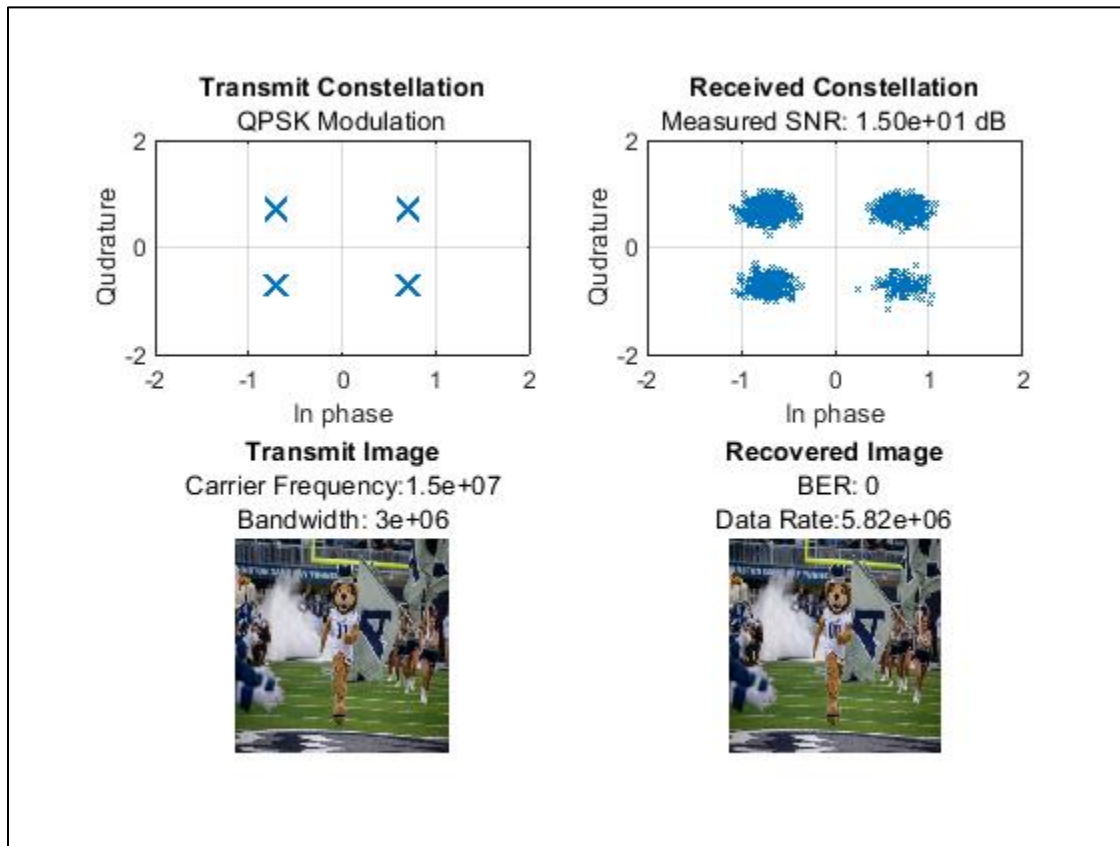 Transmit Constellation
QPSK Modulation
2
0
-2
Qudrature
-2
-1
0
1
2
In phase
Received Constellation
Measured SNR: 1.50e+01 dB
2
0
-2
Qudrature
-2
-1
0
1
2
In phase
Transmit Image
Carrier Frequency:1.5e+07
Bandwidth: 3e+06
Recovered Image
BER: 0
Data Rate:5.82e+06